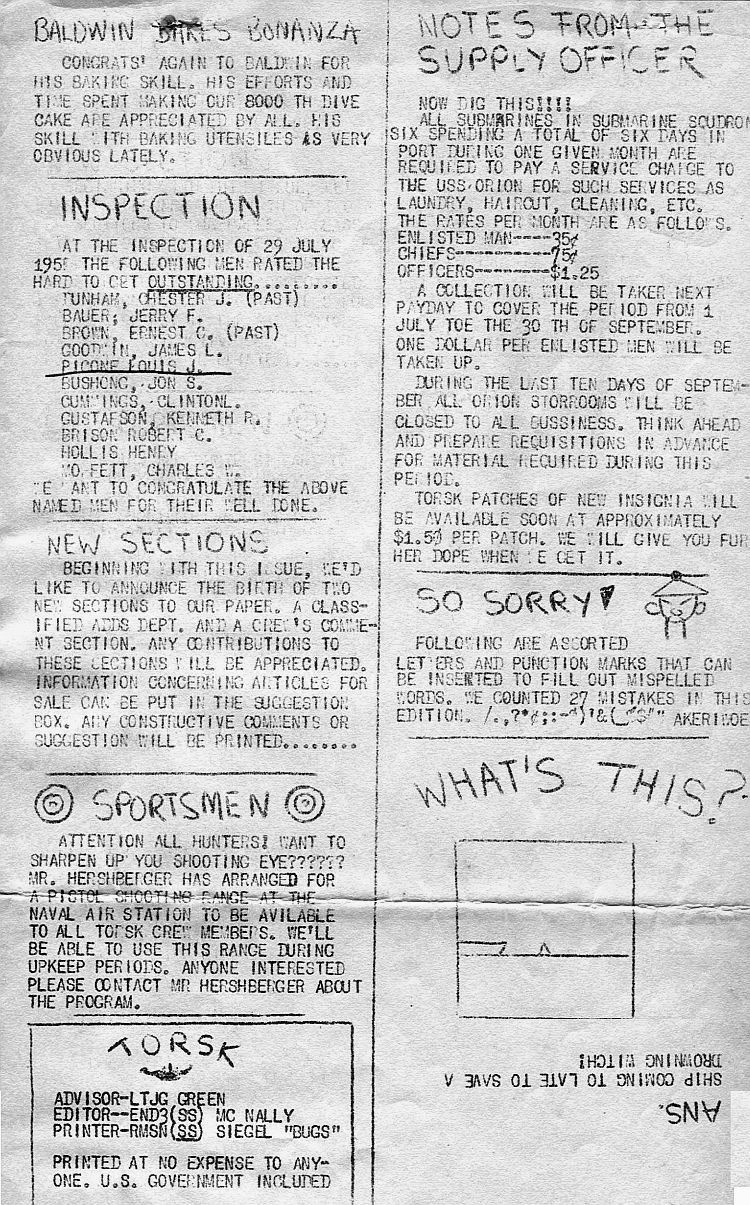 BALDWIN BAKES BONANZA
CONGRATS' AGAIN TO BALDWIN FOR
HIS BAKING SKILL. HIS EFFORTS AND
TIME SPENT MAKING OUR 8000 TH DIVE
CAKE ARE APPRECIATED BY ALL. HIS
SKILL WITH BAKING UTENSILES AS VERY
OBVIOUS LATELY.
INSPECTION
AT THE INSPECTION OF 29 JULY
THE FOLLOWING MEN RATED THE
HARD TO GET OUTSTANDING.........
TUNHAM, CHESTER J. (PAST)
BAUER, JERRY F.
BROWN, ERNEST C. (PAST)
GOODWIN, JAMES L.
PICONE LOUIS J.
BUSHONG, JON S.
CUMMINGS, CLINTONL.
GUSTAFSON, KENNETH R.
BRISON ROBERT C.
HOLLIS HENRY
MOFFETT, CHARLES W.
WE WANT TO CONGRATULATE THE ABOVE
NAMED MEN FOR THEIR WELL DONE.
NEW SECTIONS
BEGINNING WITH THIS ISSUE, WE'D
LIKE TO ANNOUNCE THE BIRTH OF TWO
NEW SECTIONS TO OUR PAPER. A CLASS-
IFIED ADDS DEPT. AND A CREW'S COMME-
NT SECTION. ANY CONTRIBUTIONS TO
THESE SECTIONS WILL BE APPRECIATED.
INFORMATION CONCERNING ARTICLES FOR
SALE CAN BE PUT IN THE SUGGESTION
BOX. ANY CONSTRUCTIVE COMMENTS OR
SUGGESTION WILL BE PRINTED........
SPORTSMEN
ATTENTION ALL HUNTERS! WANT TO
SHARPEN UP YOU SHOOTING EYE??????
MR. HERSHBERGER HAS ARRANGED FOR
A PISTOL SHOOTING RANGE AT THE
NAVAL AIR STATION TO BE AVILABLE
TO ALL TORSK CREW MEMBERS. WE'LL
BE ABLE TO USE THIS RANGE DURING
UPKEEP PERIODS. ANYONE INTERESTED
PLEASE CONTACT MR HERSHBERGER ABOUT
THE PROGRAM.
TORSK
ADVISOR-LTJG GREEN
EDITOR--END3(SS) MC NALLY
PRINTER-RMSN(SS) SIEGEL "BUGS"
PRINTED AT NO EXPENSE TO ANY-
ONE. U.S. GOVERNMENT INCLUDED
NOTES FROM THE
SUPPLY OFFICER
NOW DIG THIS!!!!
ALL SUBMARINES IN SUBMARINE SCUDRON
SIX SPENDING A TOTAL OF SIX DAYS IN
PORT DURING ONE GIVEN MONTH ARE
REQUIRED TO PAY A SERVICE CHARGE TO
THE USS ORION FOR SUCH SERVICES AS
LAUNDRY, HAIRCUT, CLEANING, ETC.
THE RATES PER MONTH ARE AS FOLLOWS.
ENLISTED MAN-----35¢
CHIEFS-----------75¢
OFFICERS---------$1.25
A COLLECTION WILL BE TAKER NEXT
PAYDAY TO COVER THE PERIOD FROM 1
JULY TOE THE 30 TH OF SEPTEMBER.
ONE DOLLAR PER ENLISTED MEN WILL BE
TAKEN UP.
DURING THE LAST TEN DAYS OF SEPTEM-
BER ALL ORION STORROOMS WILL BE
CLOSED TO ALL BUSSINESS. THINK AHEAD
AND PREPARE REQUISITIONS IN ADVANCE
FOR MATERIAL REQUIRED DURING THIS
PERIOD.
TORSK PATCHES OF NEW INSIGNIA WILL
BE AVAILABLE SOON AT APPROXIMATELY
PER PATCH. WE WILL GIVE YOU FUR
HER DOPE WHEN WE GET IT.
SO SORRY!
FOLLOWING ARE ASSORTED
LETTERS AND PUNCTION MARKS THAT CAN
BE INSERTED TO FILL OUT MISPELLED
WORDS. WE COUNTED 27 MISTAKES IN THIS
EDITION.
WHAT'S THIS?
ANS.
SHIP COMING TO LATE TO SAVE A
DROWNING WITCH!